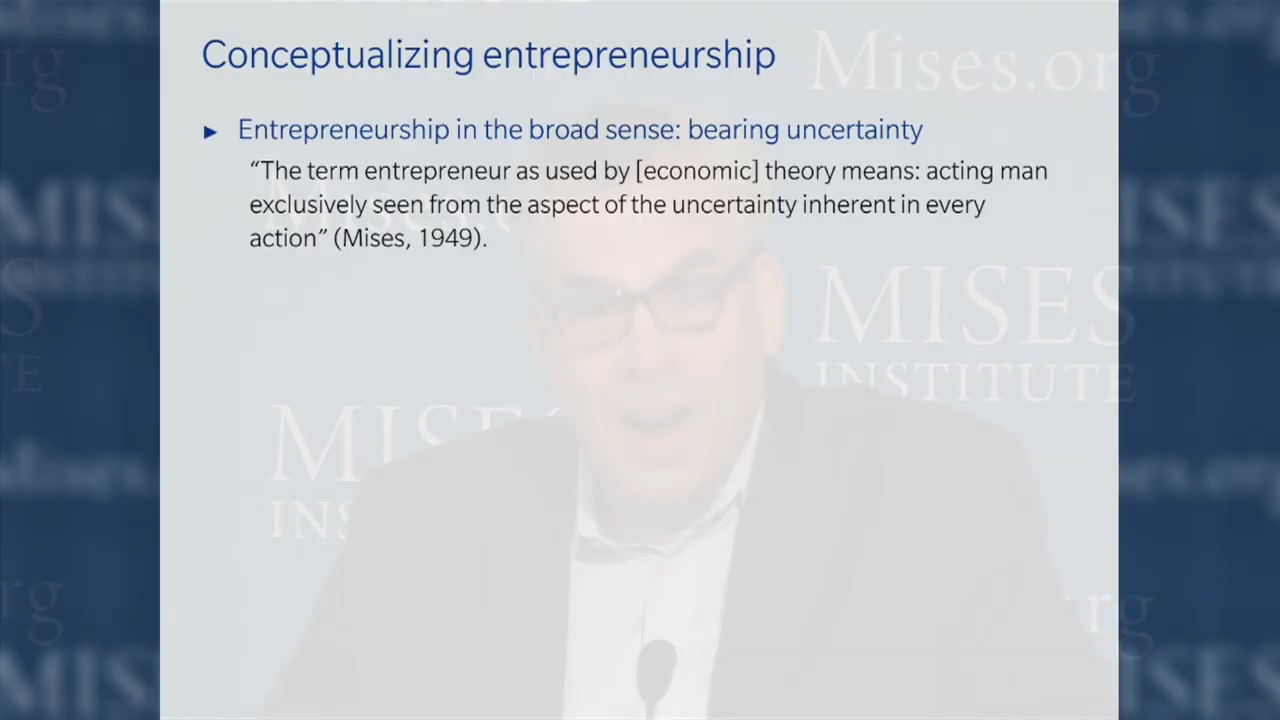 Conceptualizing entrepreneurship
Mises.org
► Entrepreneurship in the broad sense: bearing uncertainty
“The term entrepreneur as used by [economic] theory means: acting man
exclusively seen from the aspect of the uncertainty inherent in every
action” (Mises, 1949).
MISES
INSTITUTE